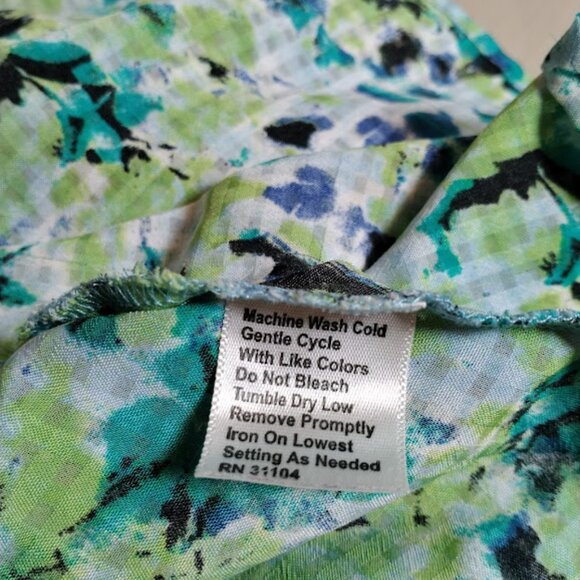 Machine Wash Cold
Gentle Cycle
With Like Colors
Do Not Bleach
Tumble Dry Low
Remove Promptly
Iron On Lowest
Setting As Needed
RN 31104